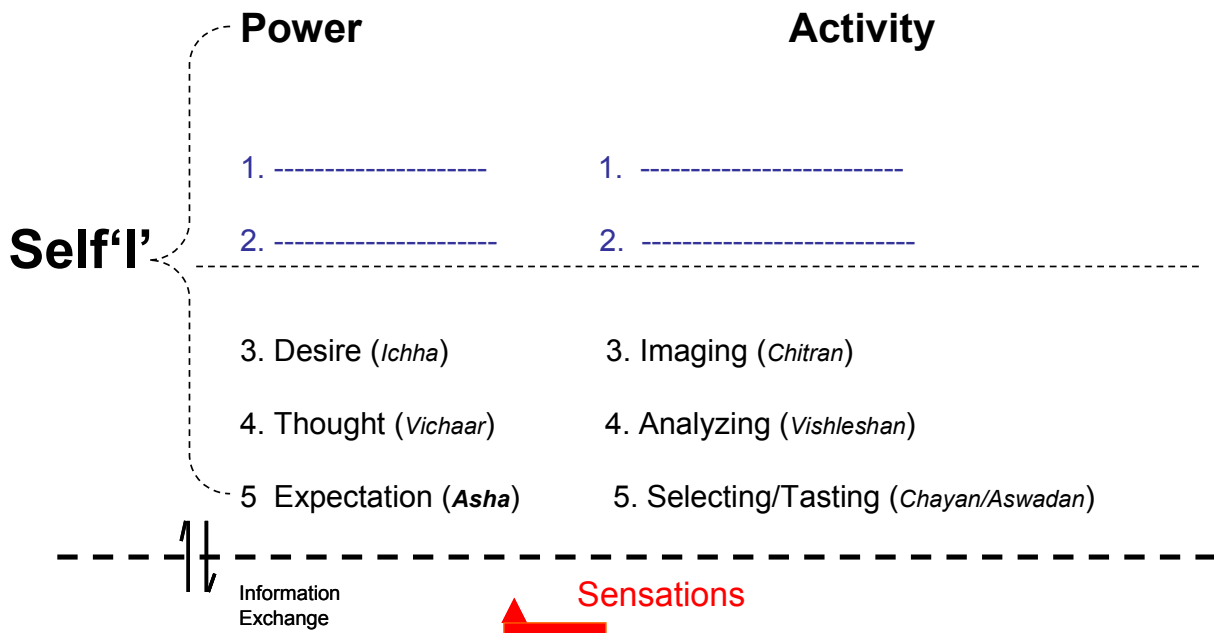 Power Activity
1. --------------------- 1. --------------------------
2. ---------------------- 2. ---------------------------
Self‘I’
3. Desire (Ichha) 3. Imaging (Chitran)
4. Thought (Vichaar) 4. Analyzing (Vishleshan)
5 Expectation (Asha) 5. Selecting/Tasting (Chayan/Aswadan)
Information
Exchange
Sensations